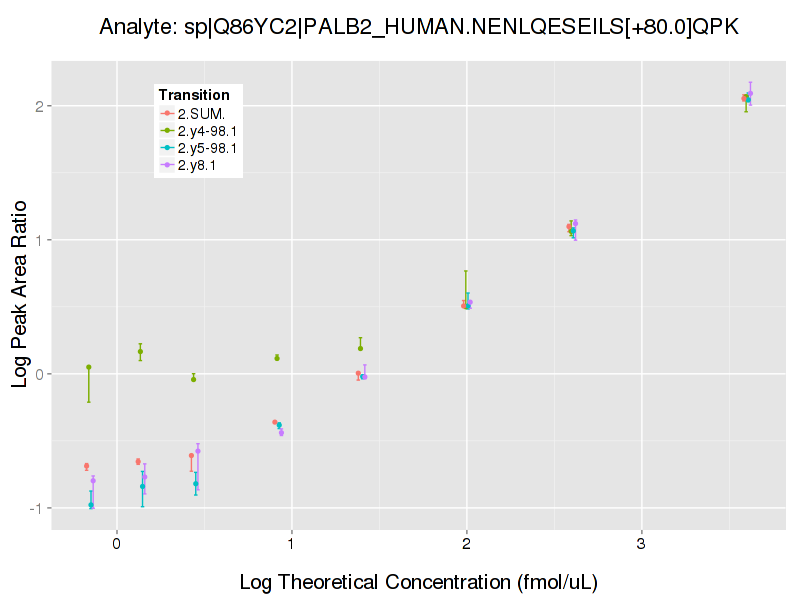 Analyte: sp|Q86YC2|PALB2_HUMAN.NENLQESEILS[+80.0]QPK
Transition
2.SUM.
2.y4-98.1
2.y5-98.1
2.y8.1
Log Peak Area Ratio
2
1
0
-1
0 1 2 3
Log Theoretical Concentration (fmol/uL)